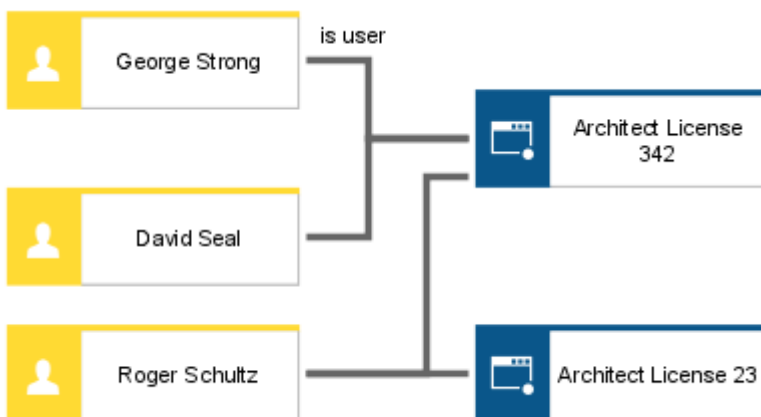 is user
George Strong
Architect License
342
David Seal
Roger Schultz
Architect License 23